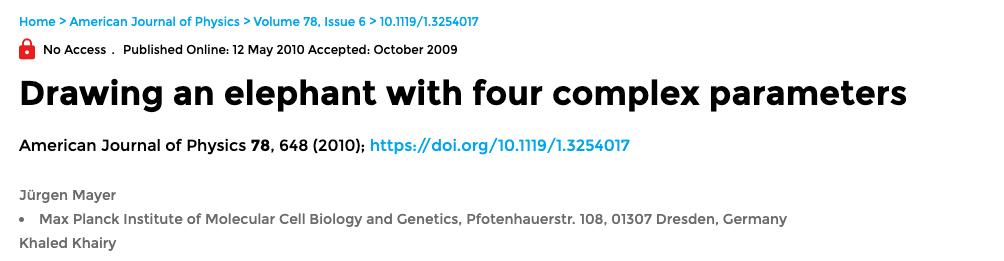 Home > American Journal of Physics > Volume 78, Issue 6 > 10.1119/1.3254017
No Access . Published Online: 12 May 2010 Accepted: October 2009
Drawing an elephant with four complex parameters
American Journal of Physics 78, 648 (2010); https://doi.org/10.1119/1.3254017
Jürgen Mayer
• Max Planck Institute of Molecular Cell Biology and Genetics, Pfotenhauerstr. 108, 01307 Dresden, Germany
Khaled Khairy